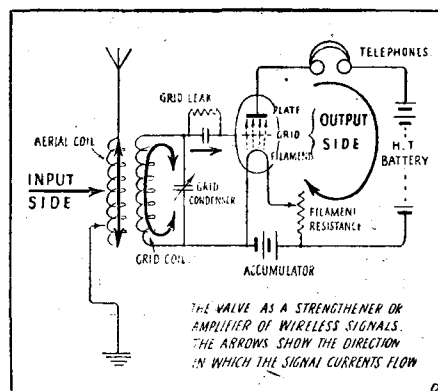 TELEPHONES
GRID LEAK
PLATE
GRID
FILAMENT
OUTPUT
SIDE
H.T
BATTERY
AERIAL COIL
INPUT
SIDE
GRID
CONDENSER
FILAMENT
RESISTANCE
GRID COIL
ACCUMULATOR
THE VALVE AS A STRENGTHENER OR
AMPLIFIER OF WIRELESS SIGNALS.
THE ARROWS SHOW THE DIRECTION
IN WHICH THE SIGNAL CURRENTS FLOW